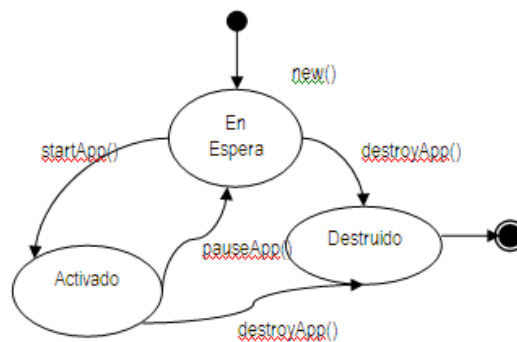 new()
En
Espera
startApp()
destroyApp()
pauseApp()
Destruido
Activado
destroyApp()